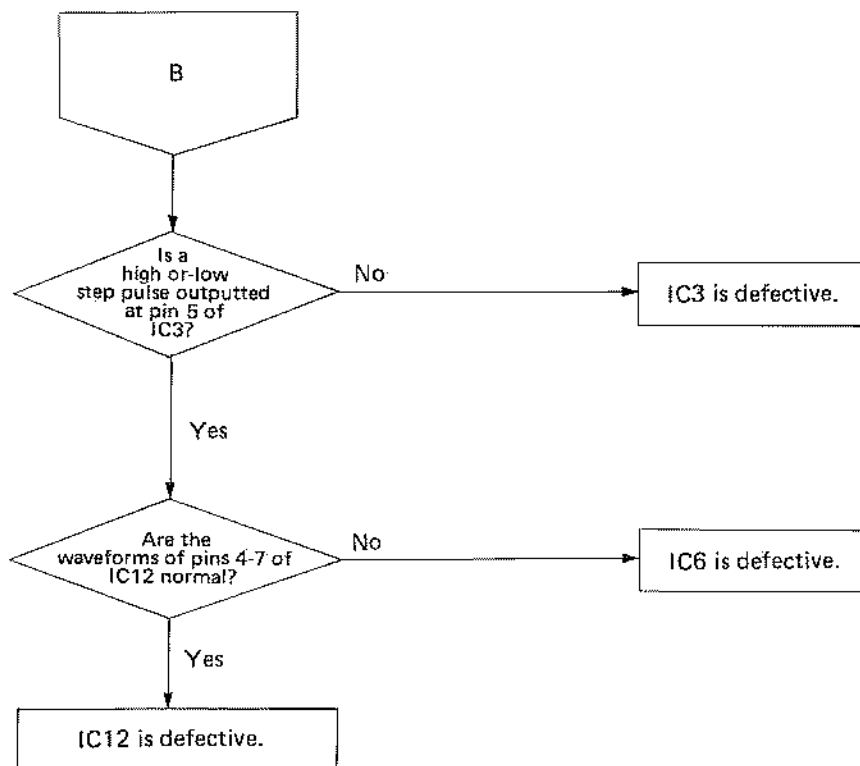 B
Is a
high or-low
step pulse outputted
at pin 5 of
IC3?
No
IC3 is defective.
Yes
Are the
waveforms of pins 4-7 of
IC12 normal?
No
IC6 is defective.
Yes
IC12 is defective.